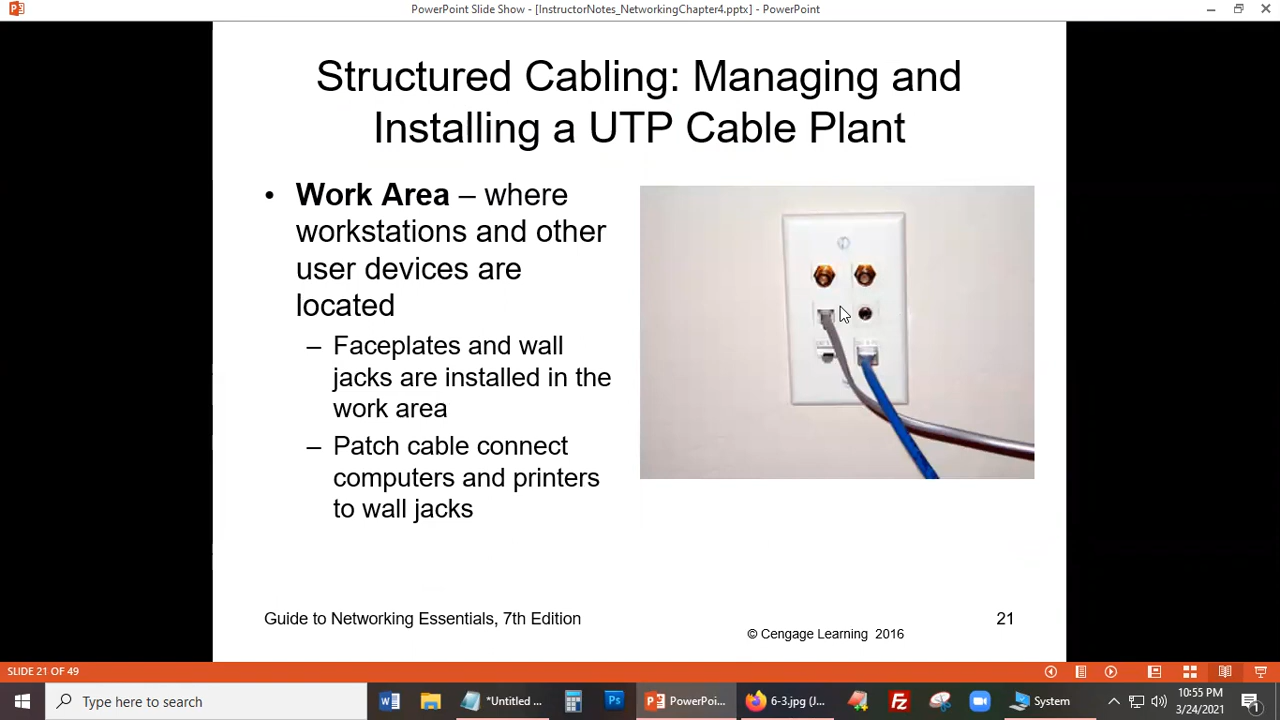 PowerPoint Slide Show - [InstructorNotes_NetworkingChapter4.pptx] - PowerPoint
Structured Cabling: Managing and
Installing a UTP Cable Plant
• Work Area – where
workstations and other
user devices are
located
– Faceplates and wall
jacks are installed in the
work area
– Patch cable connect
computers and printers
to wall jacks
Guide to Networking Essentials, 7th Edition
21
© Cengage Learning 2016
SLIDE 21 OF 49
Type here to search
*Untitled ...
PowerPoi...
6-3.jpg (J...
System
10:55 PM
3/24/2021